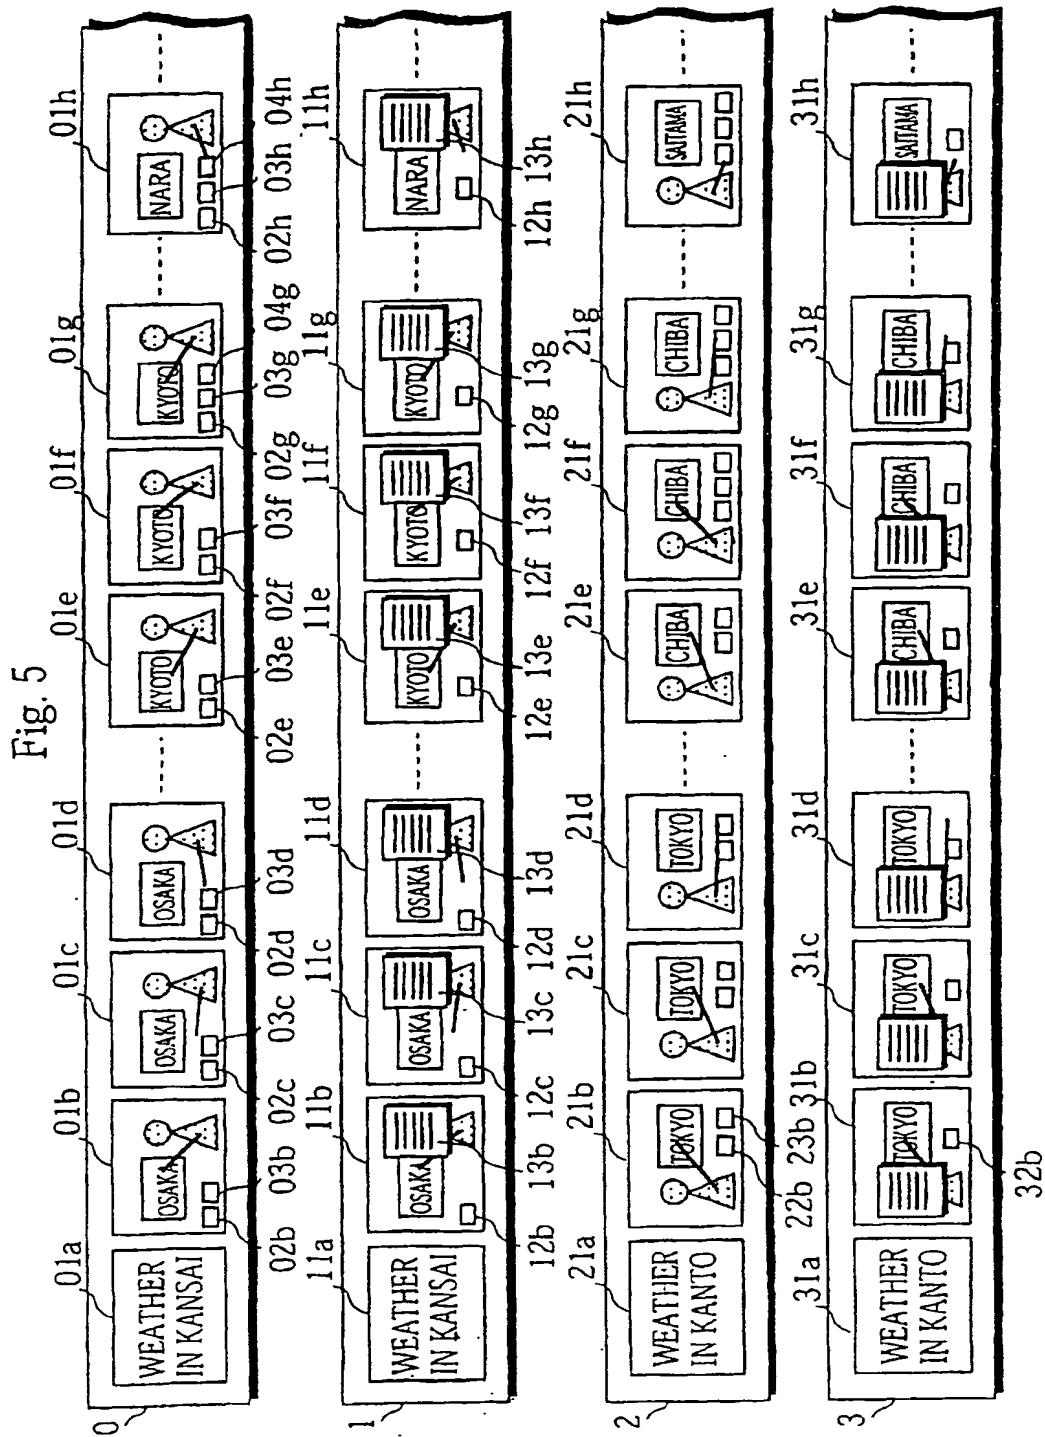 Fig. 5
01a
01b
01c
01d
01e
01f
01g
01h
WEATHER
IN KANSAI
OSAKA
OSAKA
OSAKA
KYOTO
KYOTO
KYOTO
NARA
0
02b
03b
02c
03c
02d
03d
02e
03e
02f
03f
02g
03g
04g
02h
03h
04h
11a
11b
11c
11d
11e
11f
11g
11h
WEATHER
IN KANSAI
OSAKA
OSAKA
OSAKA
KYOTO
KYOTO
KYOTO
NARA
1
12b
13b
12c
13c
12d
13d
12e
13e
12f
13f
12g
13g
12h
13h
21a
21b
21c
21d
21e
21f
21g
21h
WEATHER
IN KANTO
TOKYO
TOKYO
TOKYO
CHIBA
CHIBA
CHIBA
SAITAMA
2
22b
23b
31a
31b
31c
31d
31e
31f
31g
31h
WEATHER
IN KANTO
TOKYO
TOKYO
TOKYO
CHIBA
CHIBA
CHIBA
SAITAMA
3
32b